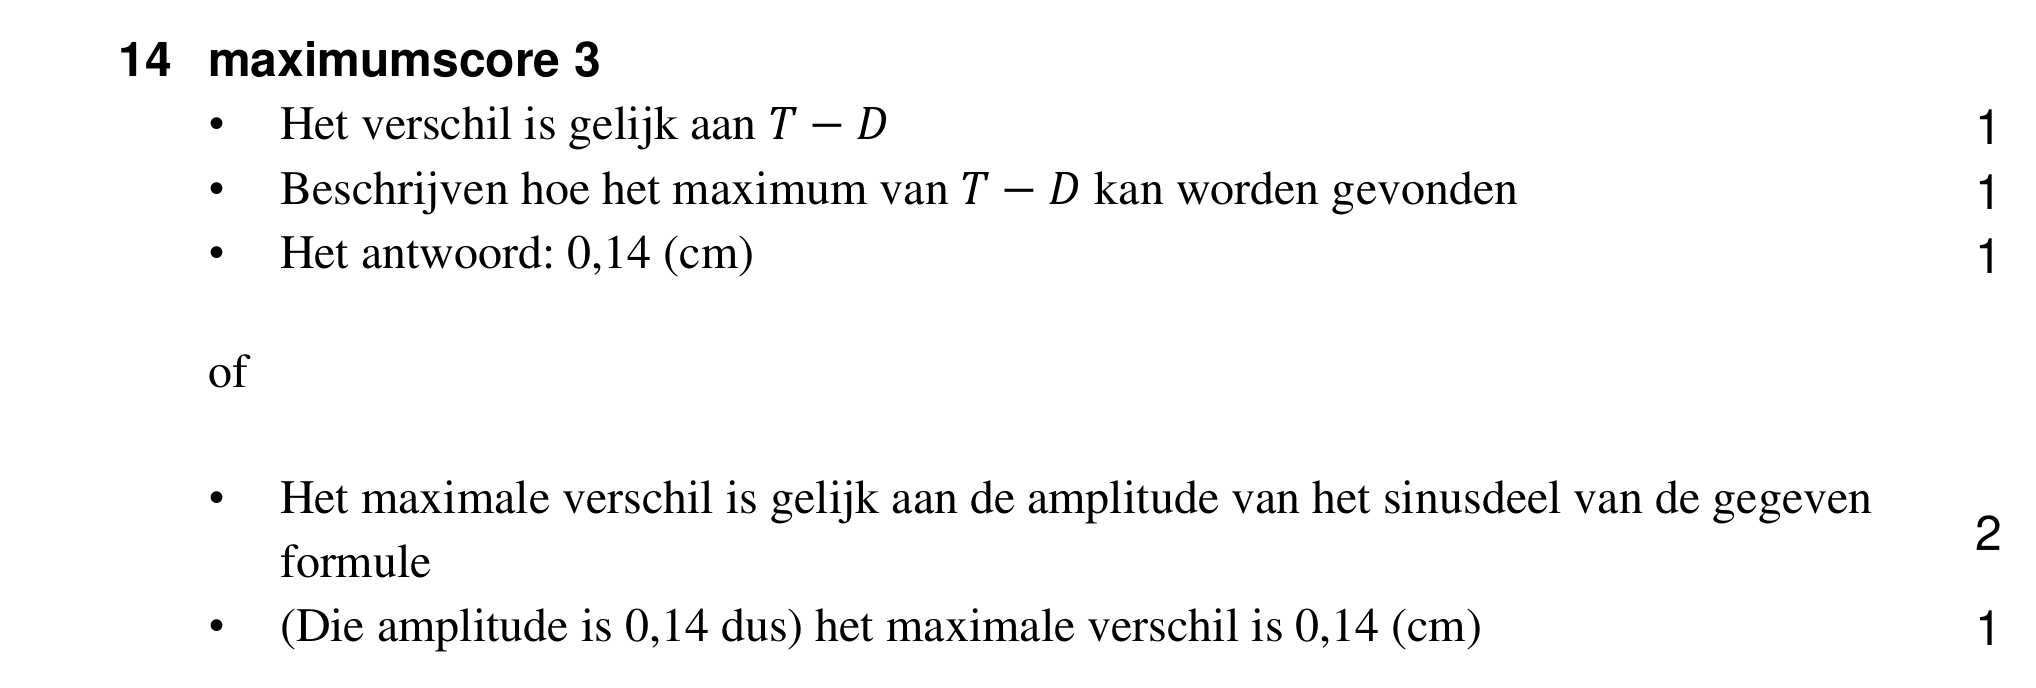 14 maximumscore 3
• Het verschil is gelijk aan T − D 1
• Beschrijven hoe het maximum van T − D kan worden gevonden 1
• Het antwoord: 0,14 (cm) 1
of
• Het maximale verschil is gelijk aan de amplitude van het sinusdeel van de gegeven
formule 2
• (Die amplitude is 0,14 dus) het maximale verschil is 0,14 (cm) 1